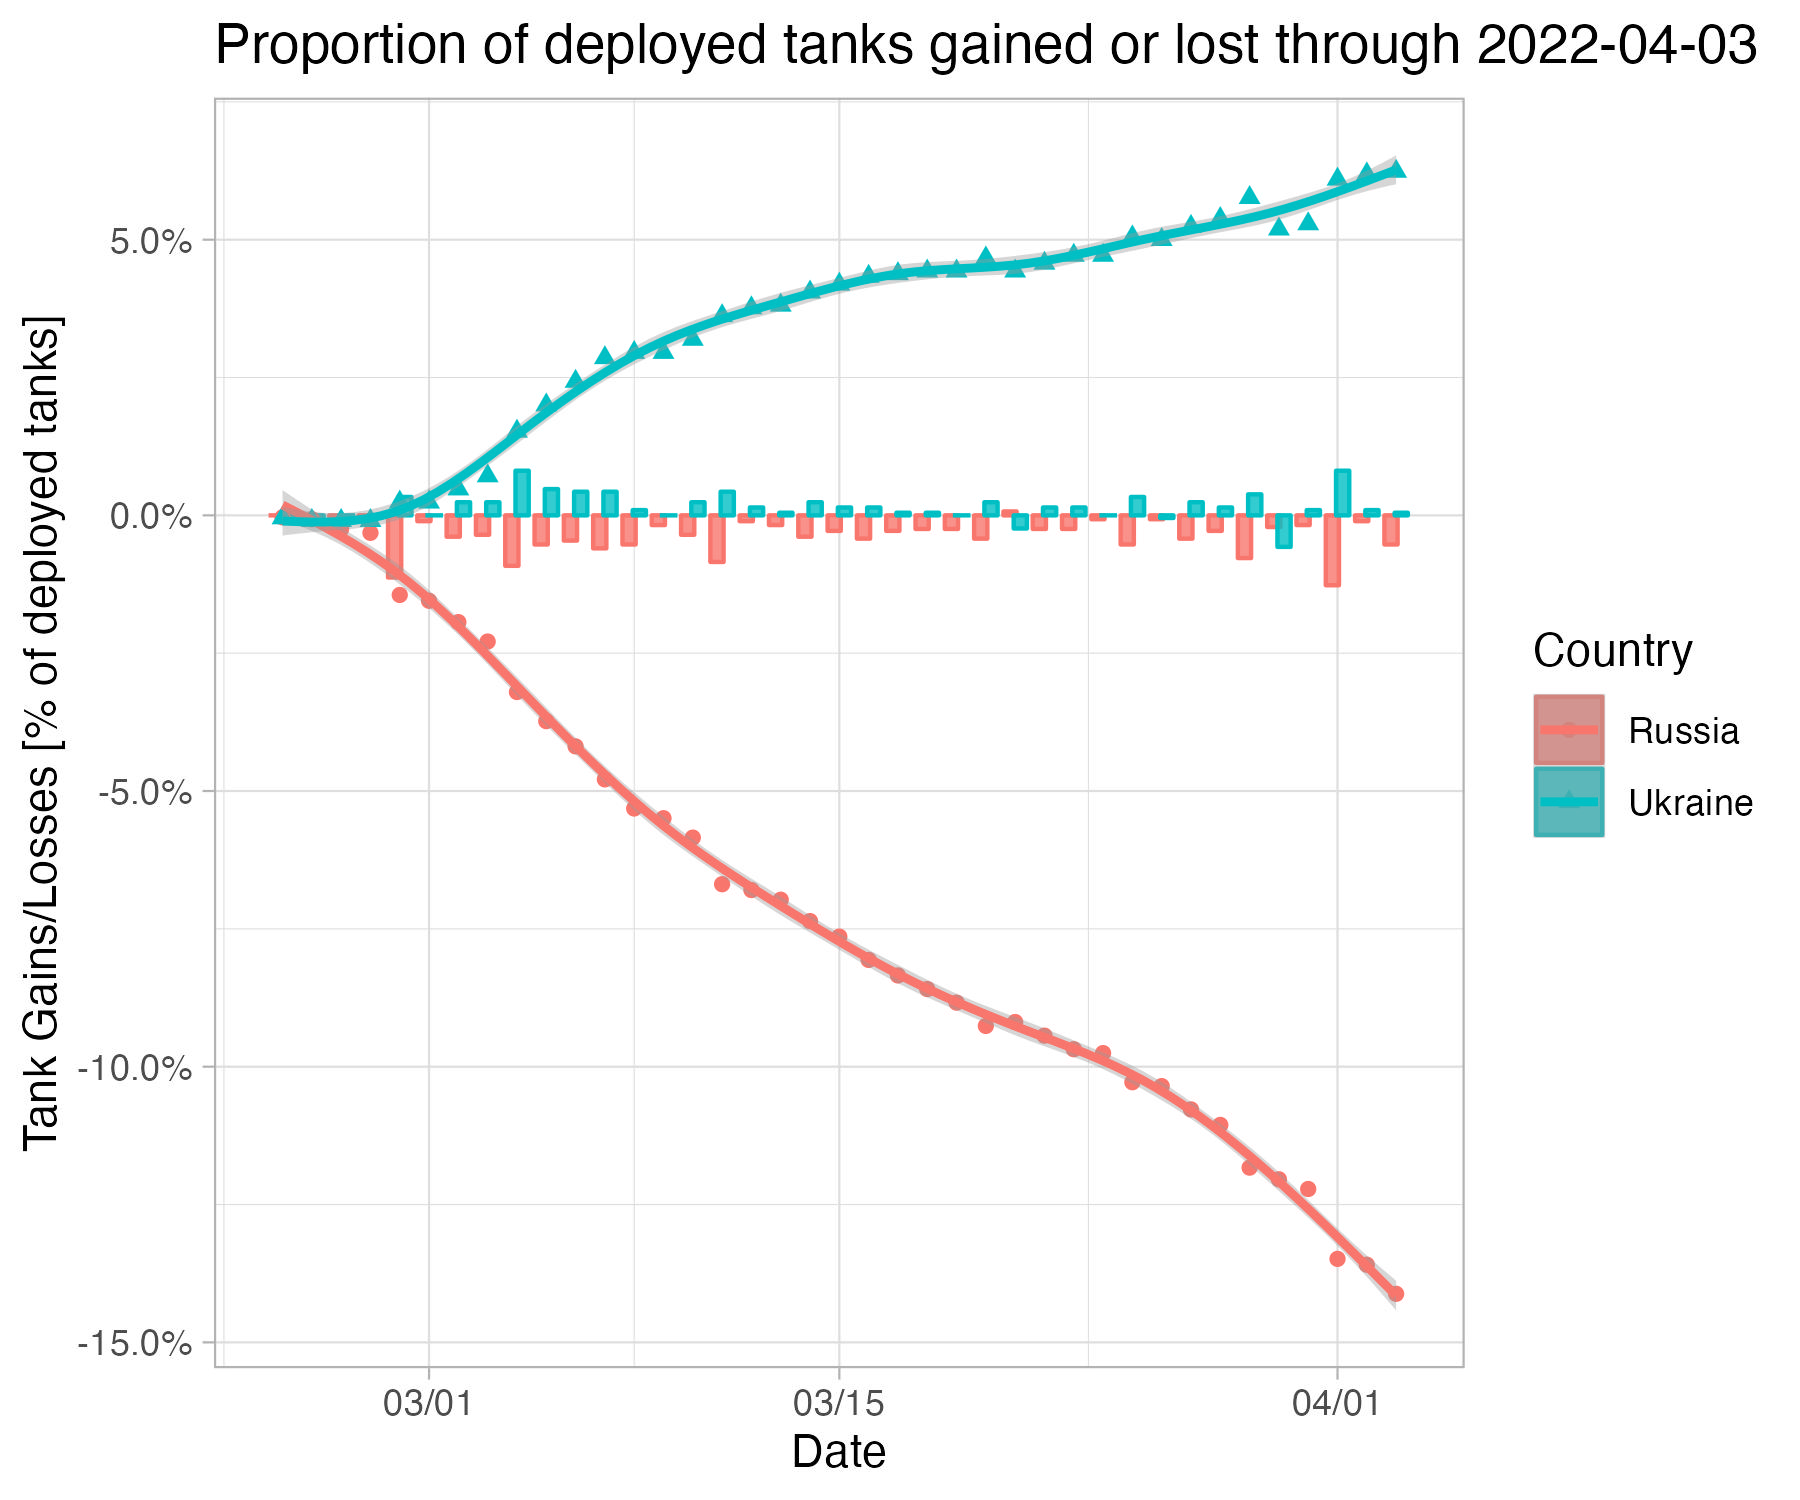 Proportion of deployed tanks gained or lost through 2022-04-03
Tank Gains/Losses [% of deployed tanks]
5.0%
0.0%
-5.0%
-10.0%
-15.0%
03/01
03/15
04/01
Date
Country
Russia
Ukraine